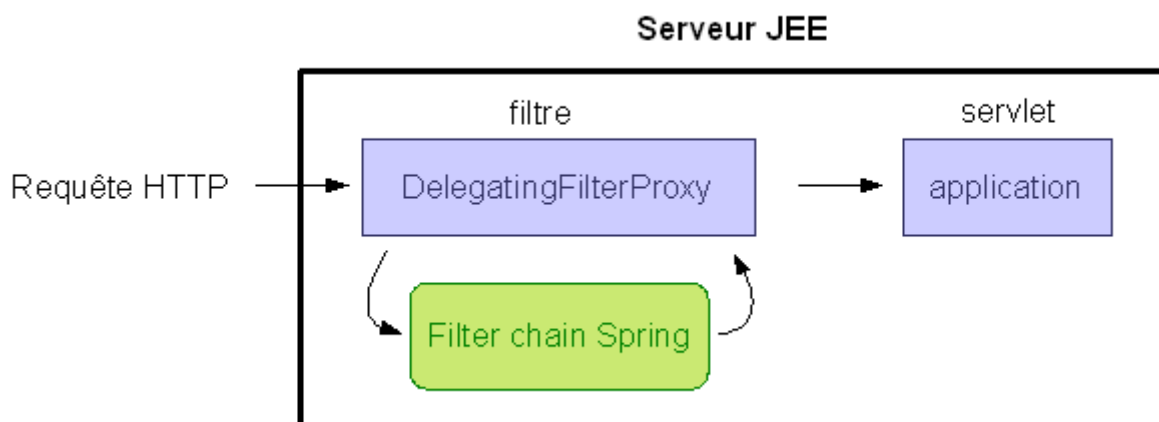 Serveur JEE
filtre
servlet
Requête HTTP
DelegatingFilterProxy
application
Filter chain Spring